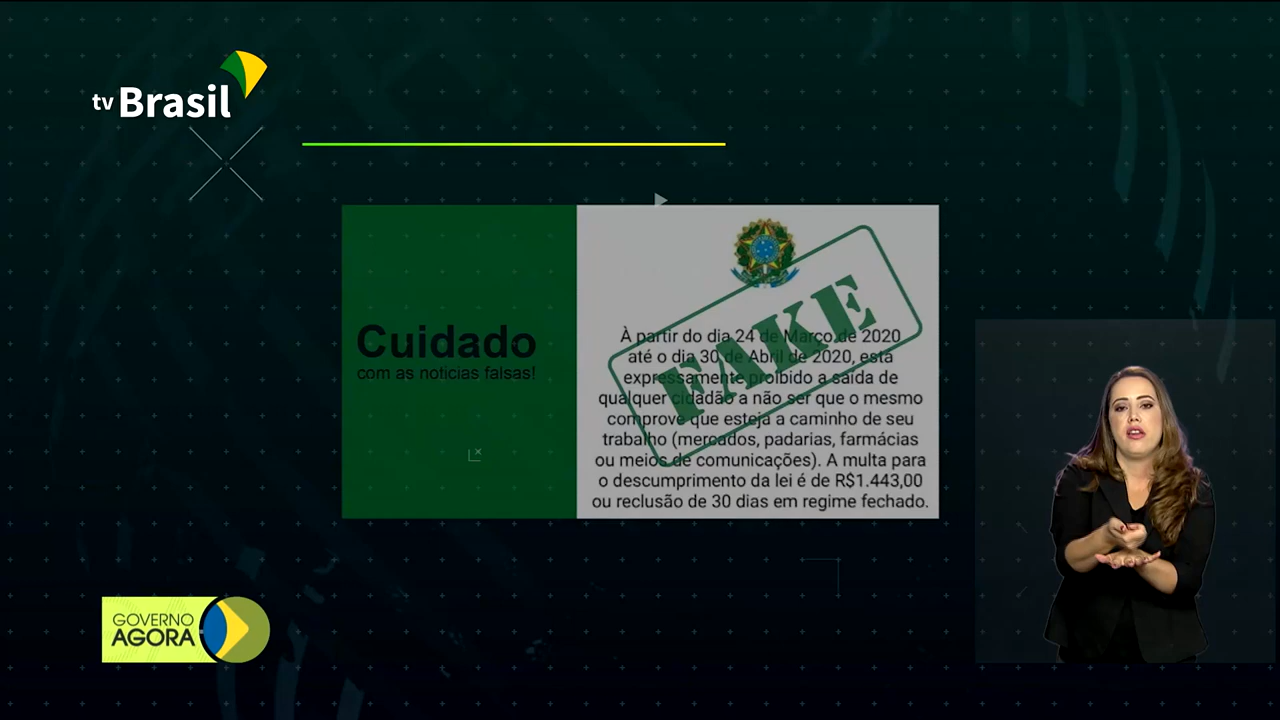 tv Brasil
Cuidado
com as noticias falsas!
À partir do dia 24 de Março de 2020
até o dia 30 de Abril de 2020, está
expressamente proibido a saída de
qualquer cidadão a não ser que o mesmo
comprove que esteja a caminho de seu
trabalho (mercados, padarias, farmácias
ou meios de comunicações). A multa para
o descumprimento da lei é de R$1.443,00
ou reclusão de 30 dias em regime fechado.
FAKE
GOVERNO
AGORA